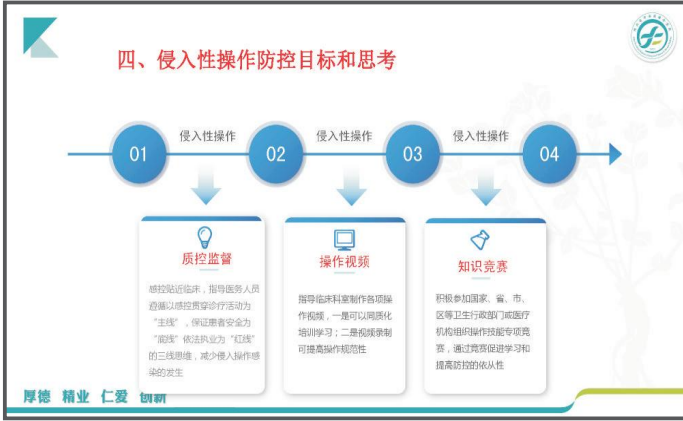 四、侵入性操作防控目标和思考
01
侵入性操作
02
侵入性操作
03
侵入性操作
04
质控监督
感控贴近临床，指导医务人员
遵循以感控贯穿诊疗活动为
“主线”，保证患者安全为
“底线”依法执业为“红线”
的三线思维，减少侵入操作感
染的发生
操作视频
指导临床科室制作各项操
作视频，一是可以同质化
培训学习；二是视频录制
可提高操作规范性
知识竞赛
积极参加国家、省、市、
区等卫生行政部门或医疗
机构组织操作技能专项竞
赛，通过竞赛促进学习和
提高防控的依从性
厚德 精业 仁爱 创新